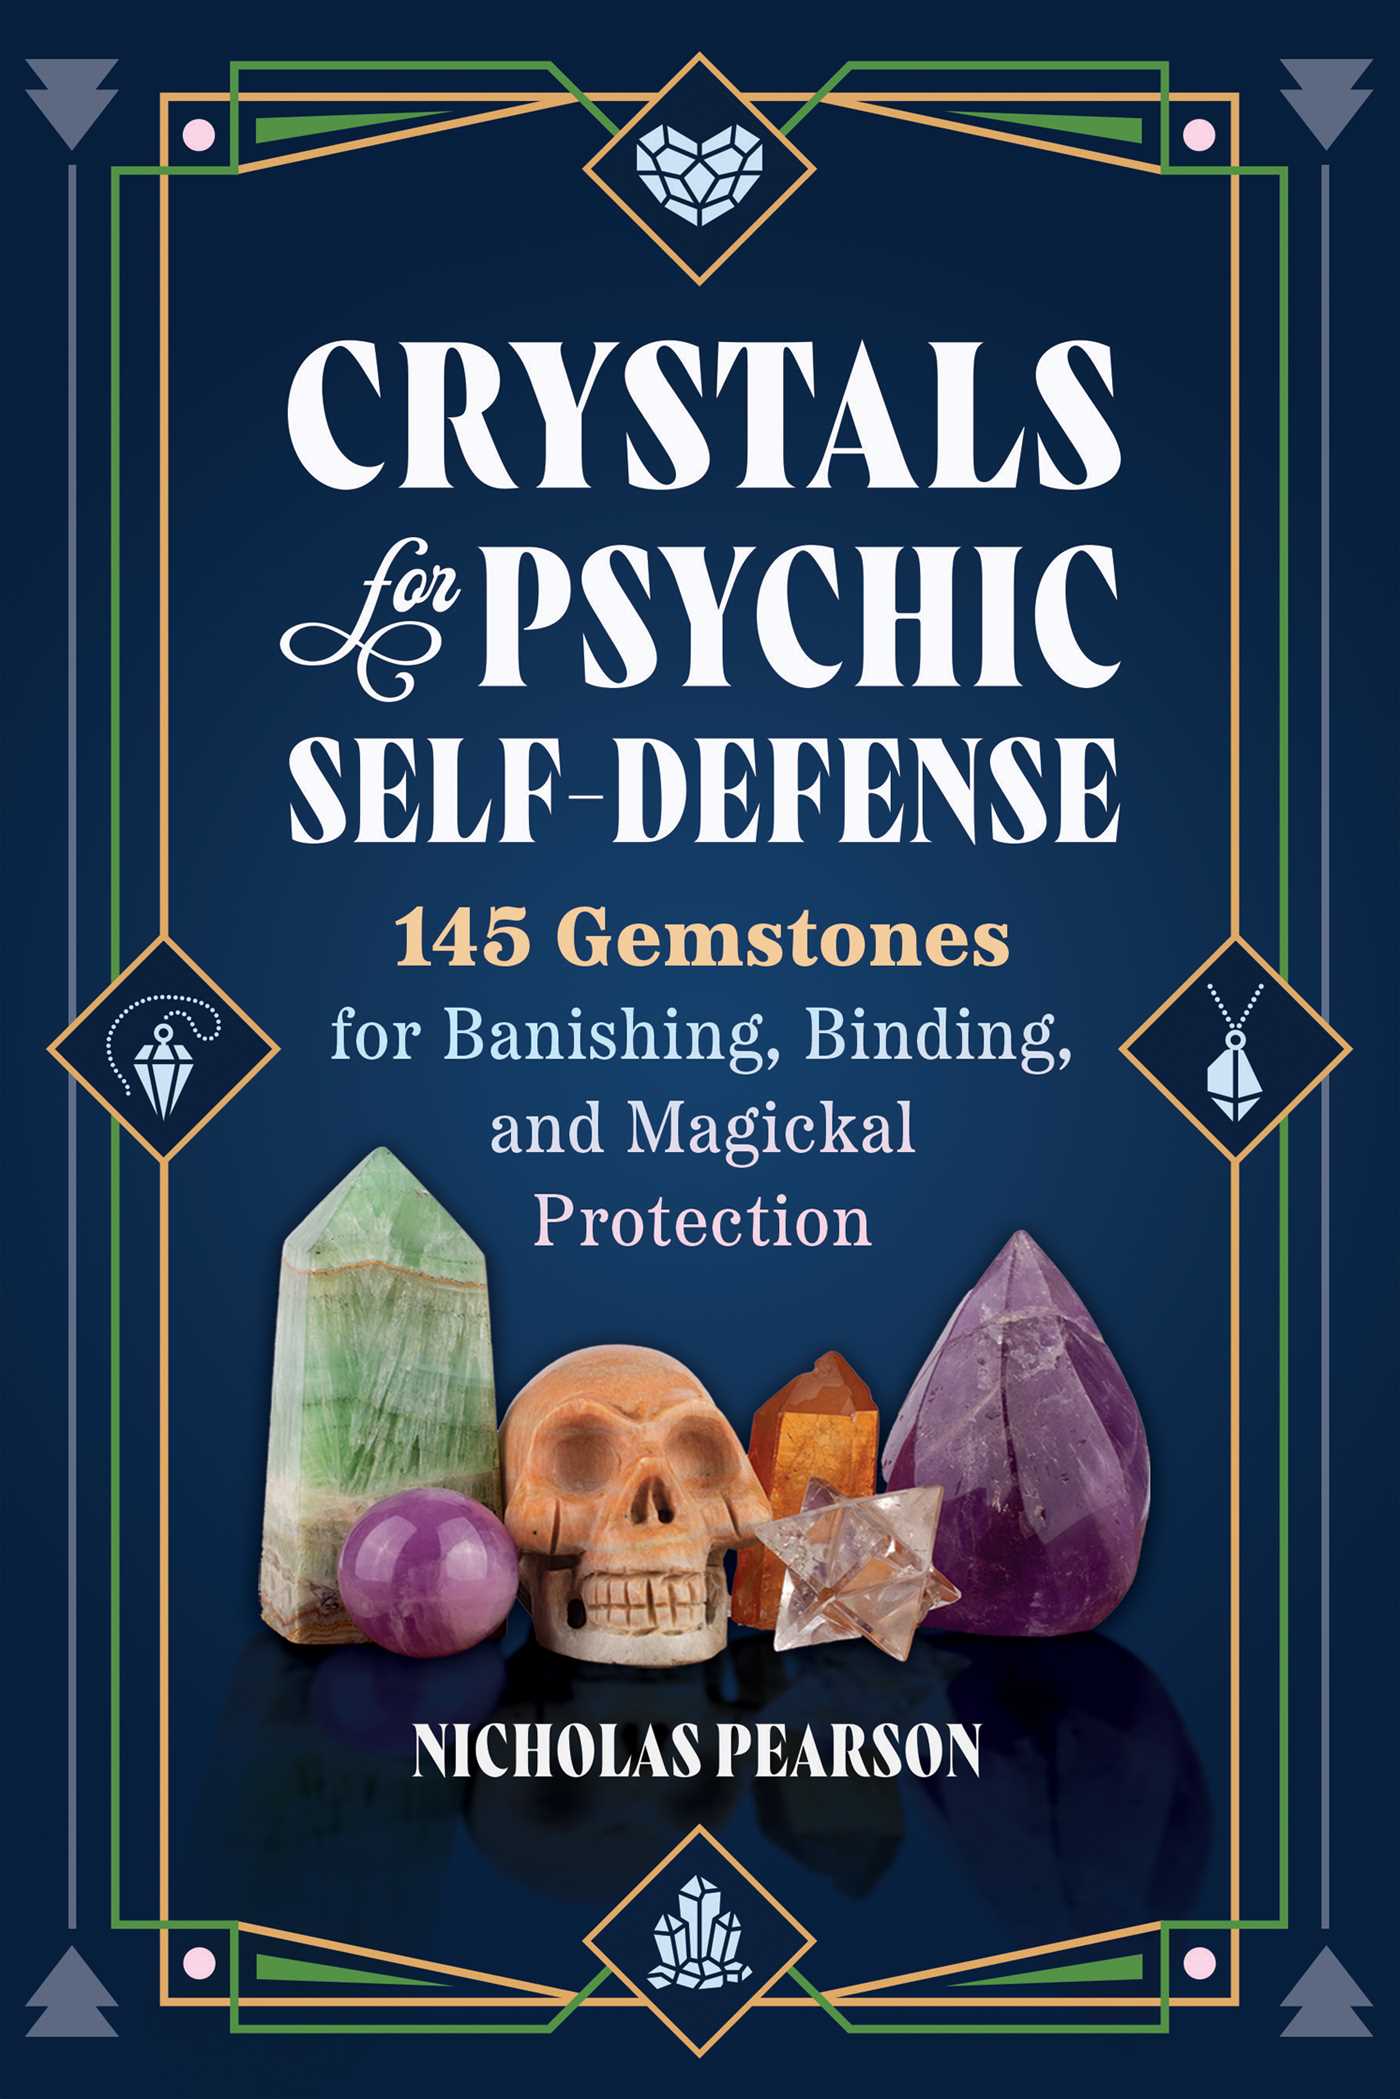 CRYSTALS
for PSYCHIC
SELF-DEFENSE
145 Gemstones
for Banishing, Binding,
and Magickal
Protection
NICHOLAS PEARSON